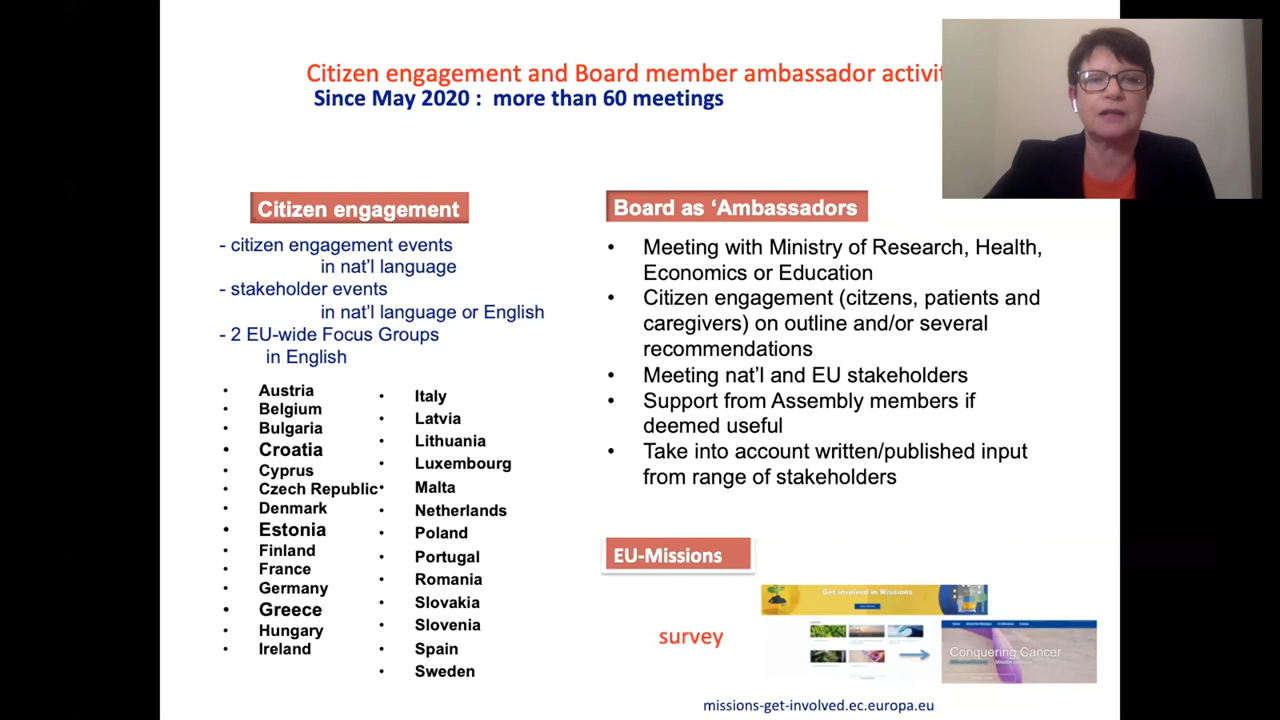 Citizen engagement and Board member ambassador activit
Since May 2020 : more than 60 meetings
Citizen engagement
- citizen engagement events
in nat'l language
- stakeholder events
in nat'l language or English
- 2 EU-wide Focus Groups
in English
• Austria
• Belgium
• Bulgaria
• Croatia
• Cyprus
• Czech Republic
• Denmark
• Estonia
• Finland
• France
• Germany
• Greece
• Hungary
• Ireland
• Italy
• Latvia
• Lithuania
• Luxembourg
• Malta
• Netherlands
• Poland
• Portugal
• Romania
• Slovakia
• Slovenia
• Spain
• Sweden
Board as 'Ambassadors
• Meeting with Ministry of Research, Health,
Economics or Education
• Citizen engagement (citzens, patients and
caregivers) on outline and/or several
recommendations
• Meeting nat'l and EU stakeholders
• Support from Assembly members if
deemed useful
• Take into account written/published input
from range of stakeholders
EU-Missions
survey
Get involved in Missions
Conquering Cancer
missions-get-involved.ec.europa.eu